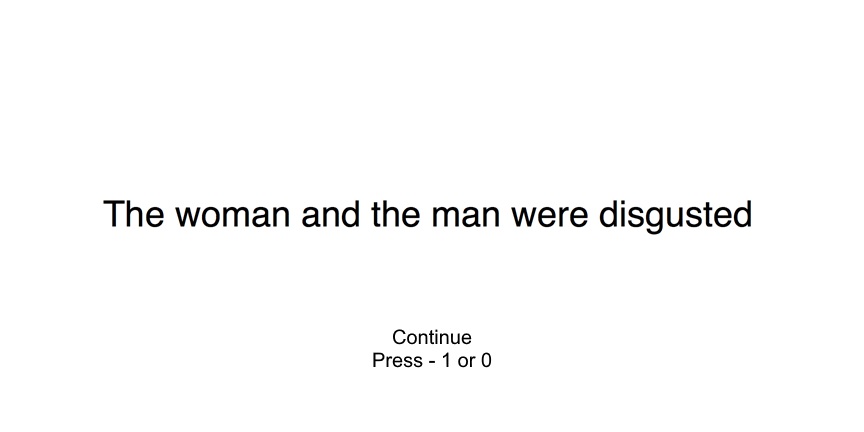 The woman and the man were disgusted
Continue
Press - 1 or 0